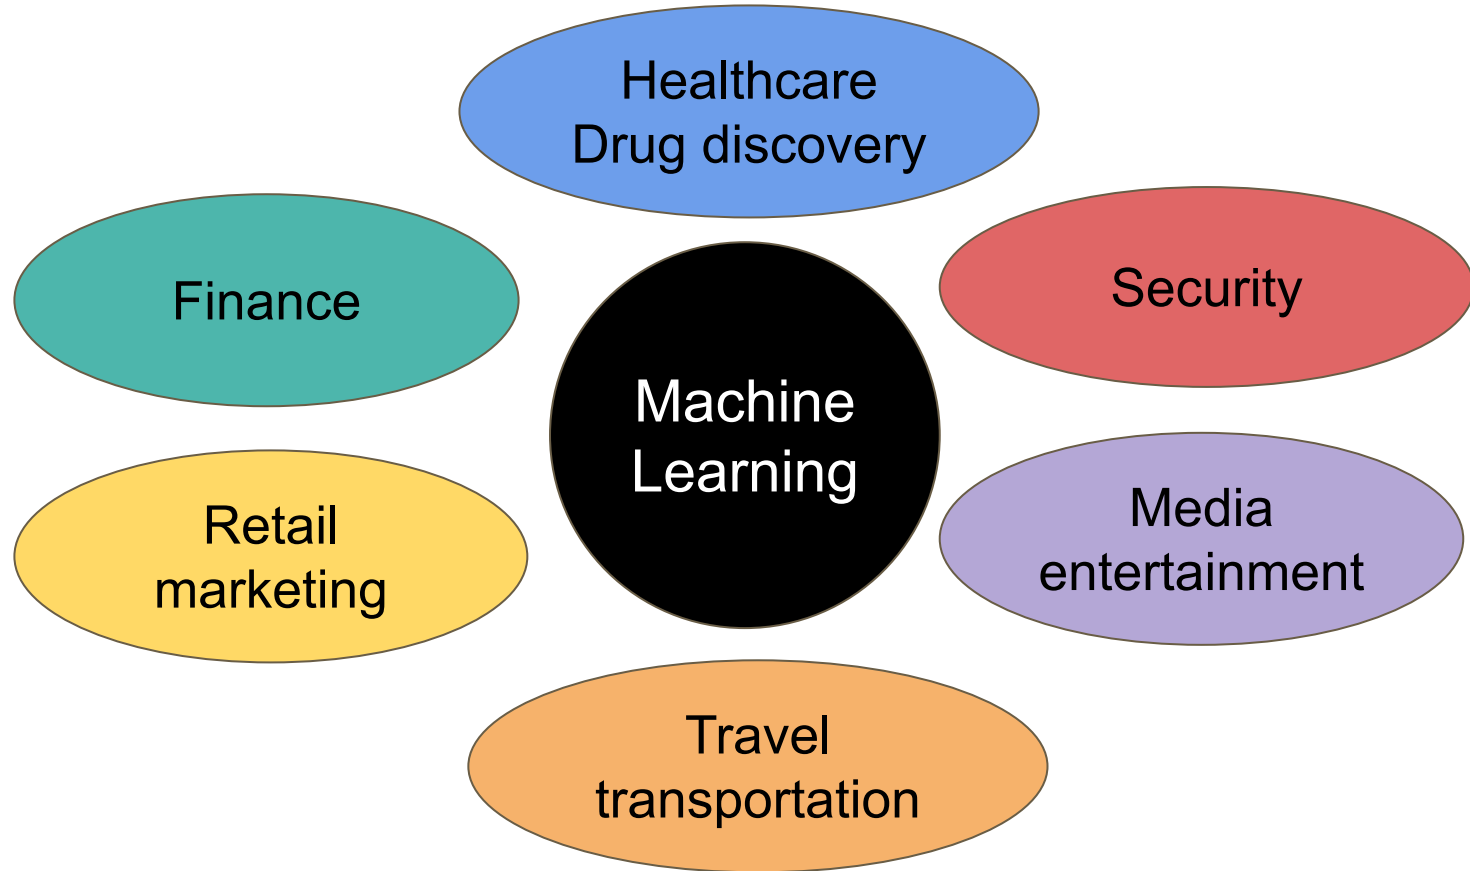 Healthcare
Drug discovery
Finance
Security
Machine
Learning
Retail
marketing
Media
entertainment
Travel
transportation